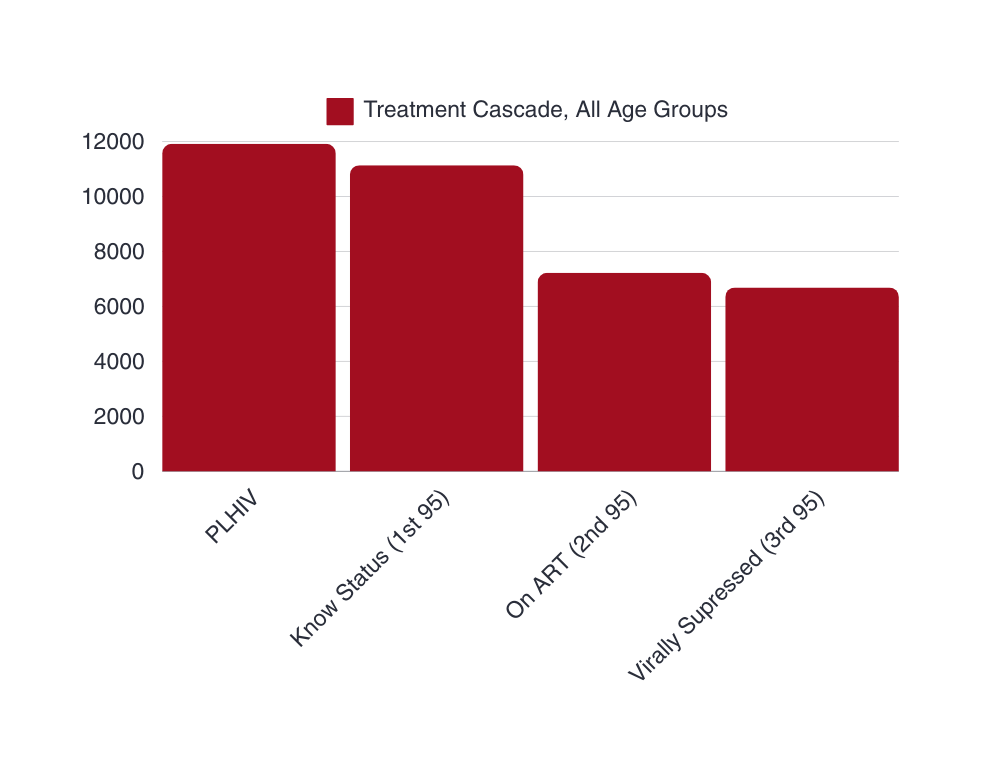 Treatment Cascade, All Age Groups
12000
10000
8000
6000
4000
2000
0
PLHIV
Know Status (1st 95)
On ART (2nd 95)
Virally Supressed (3rd 95)